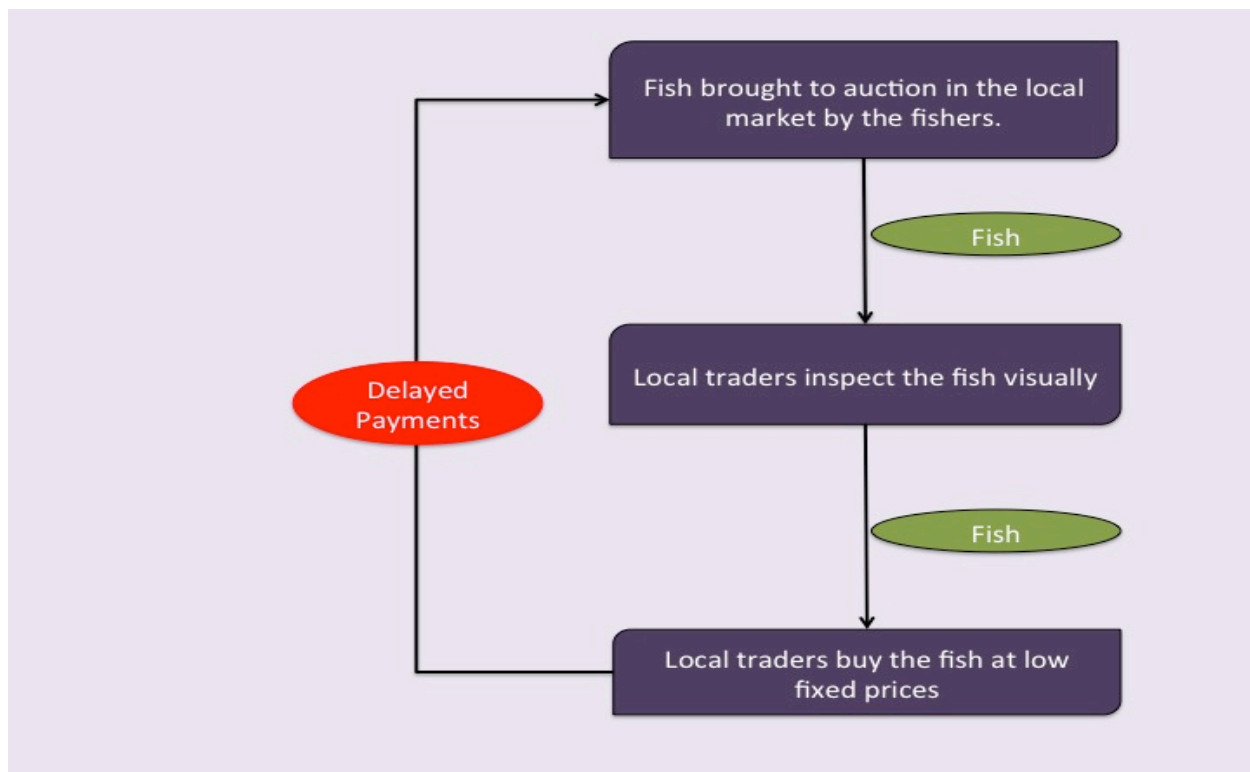 Fish brought to auction in the local
market by the fishers.
Fish
Local traders inspect the fish visually
Delayed
Payments
Fish
Local traders buy the fish at low
fixed prices